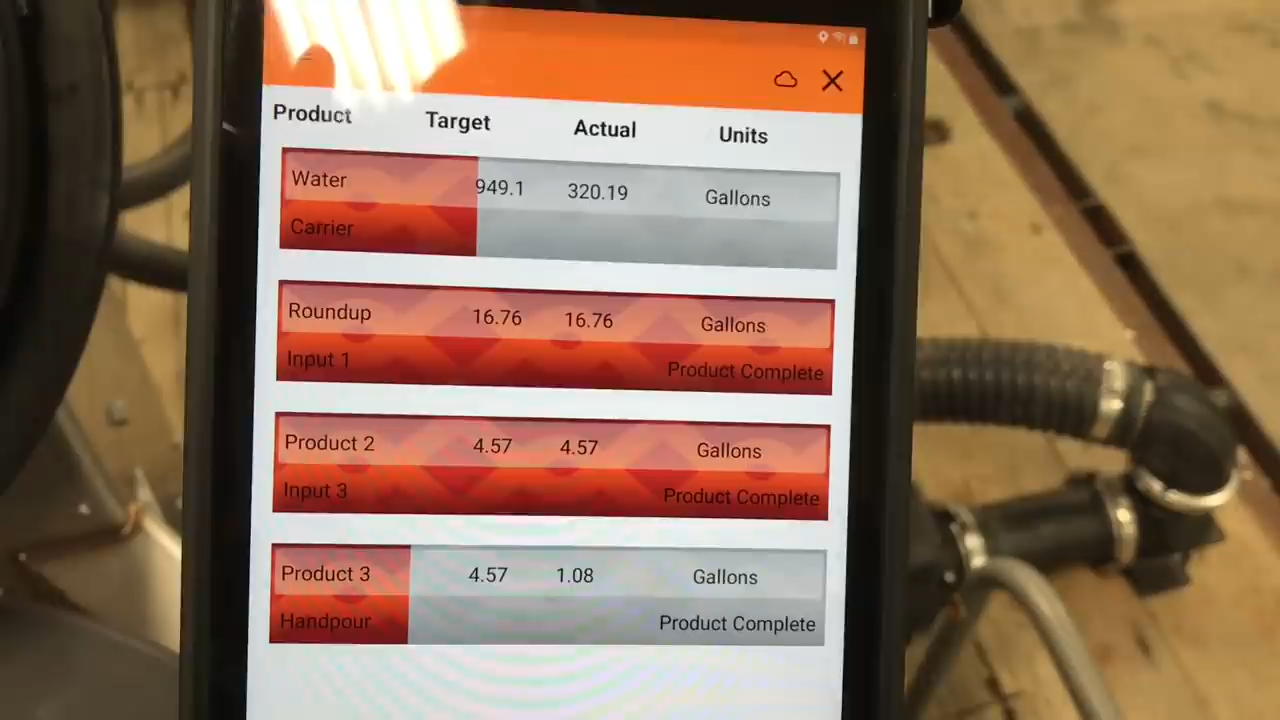 Product Target Actual Units
Water 949.1 320.19 Gallons
Carrier
Roundup 16.76 16.76 Gallons
Input 1 Product Complete
Product 2 4.57 4.57 Gallons
Input 3 Product Complete
Product 3 4.57 1.08 Gallons
Handpour Product Complete